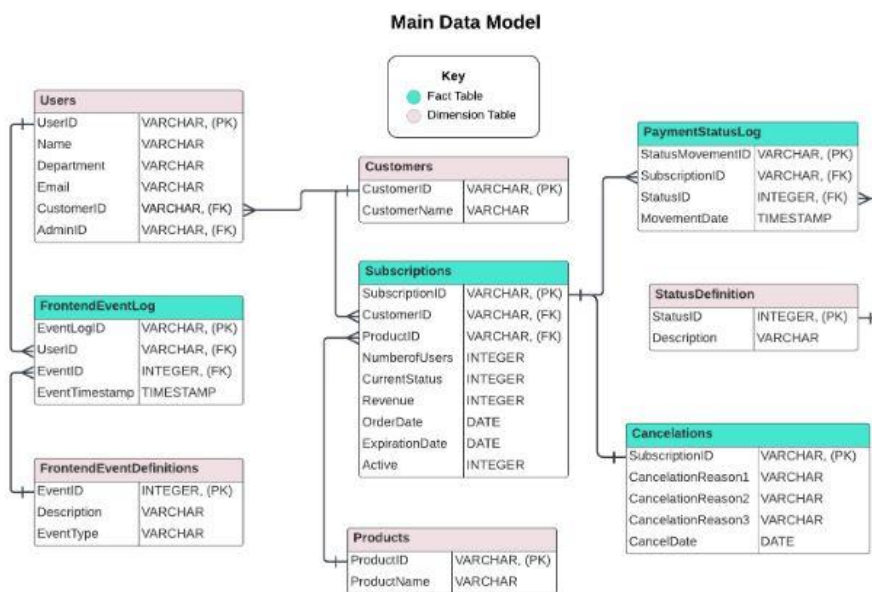 Main Data Model
Key
Fact Table
Dimension Table
Users
UserID VARCHAR, (PK)
Name VARCHAR
Department VARCHAR
Email VARCHAR
CustomerID VARCHAR, (FK)
AdminID VARCHAR, (FK)
FrontendEventLog
EventLogID VARCHAR, (PK)
UserID VARCHAR, (FK)
EventID INTEGER, (FK)
EventTimestamp TIMESTAMP
FrontendEventDefinitions
EventID INTEGER, (PK)
Description VARCHAR
EventType VARCHAR
Customers
CustomerID VARCHAR, (PK)
CustomerName VARCHAR
Subscriptions
SubscriptionID VARCHAR, (PK)
CustomerID VARCHAR, (FK)
ProductID VARCHAR, (FK)
NumberofUsers INTEGER
CurrentStatus INTEGER
Revenue INTEGER
OrderDate DATE
ExpirationDate DATE
Active INTEGER
Products
ProductID VARCHAR, (PK)
ProductName VARCHAR
PaymentStatusLog
StatusMovementID VARCHAR, (PK)
SubscriptionID VARCHAR, (FK)
StatusID INTEGER, (FK)
MovementDate TIMESTAMP
StatusDefinition
StatusID INTEGER, (PK)
Description VARCHAR
Cancelations
SubscriptionID VARCHAR, (PK)
CancelationReason1 VARCHAR
CancelationReason2 VARCHAR
CancelationReason3 VARCHAR
CancelDate DATE